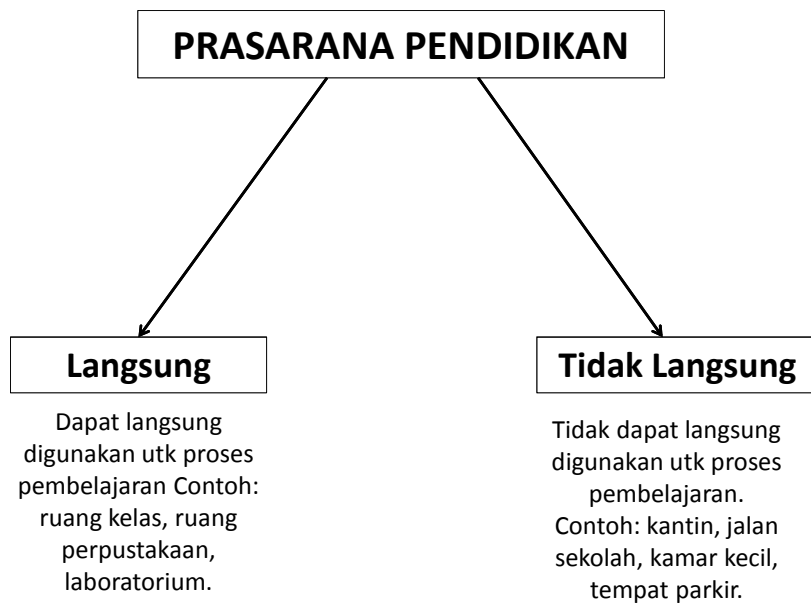 PRASARANA PENDIDIKAN
Langsung
Dapat langsung
digunakan utk proses
pembelajaran Contoh:
ruang kelas, ruang
perpustakaan,
laboratorium.
Tidak Langsung
Tidak dapat langsung
digunakan utk proses
pembelajaran.
Contoh: kantin, jalan
sekolah, kamar kecil,
tempat parkir.